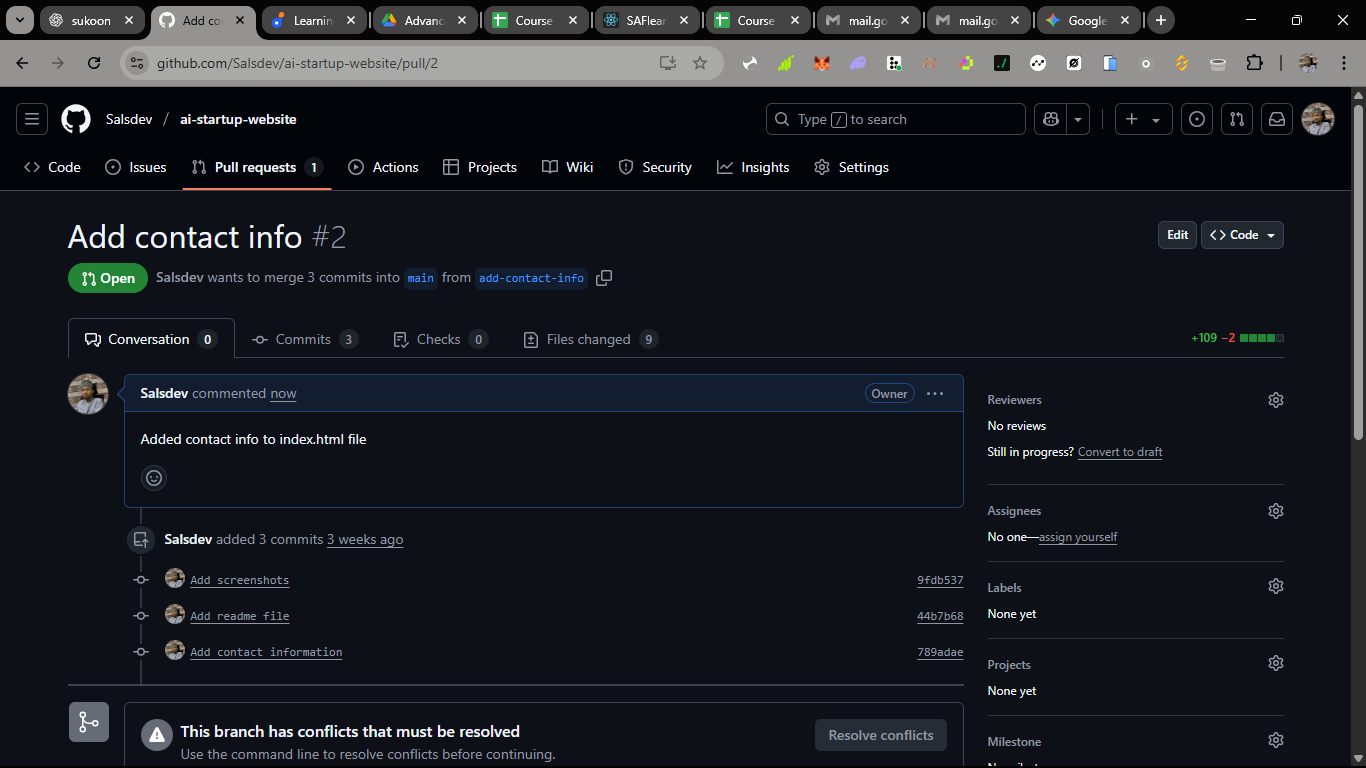 sukoon
Add co
Learnin
Advanc
Course
SAFlear
Course
mail.go
mail.go
Google
github.com/Salsdev/ai-startup-website/pull/2
Salsdev / ai-startup-website
Type / to search
Code
Issues
Pull requests 1
Actions
Projects
Wiki
Security
Insights
Settings
Add contact info #2
Edit
Code
Open
Salsdev wants to merge 3 commits into main from add-contact-info
Conversation 0
Commits 3
Checks 0
Files changed 9
+109 −2
Salsdev commented now
Owner
Added contact info to index.html file
Salsdev added 3 commits 3 weeks ago
Add screenshots
9fdb537
Add readme file
44b7b68
Add contact information
789adae
This branch has conflicts that must be resolved
Use the command line to resolve conflicts before continuing.
Resolve conflicts
Reviewers
No reviews
Still in progress? Convert to draft
Assignees
No one—assign yourself
Labels
None yet
Projects
None yet
Milestone